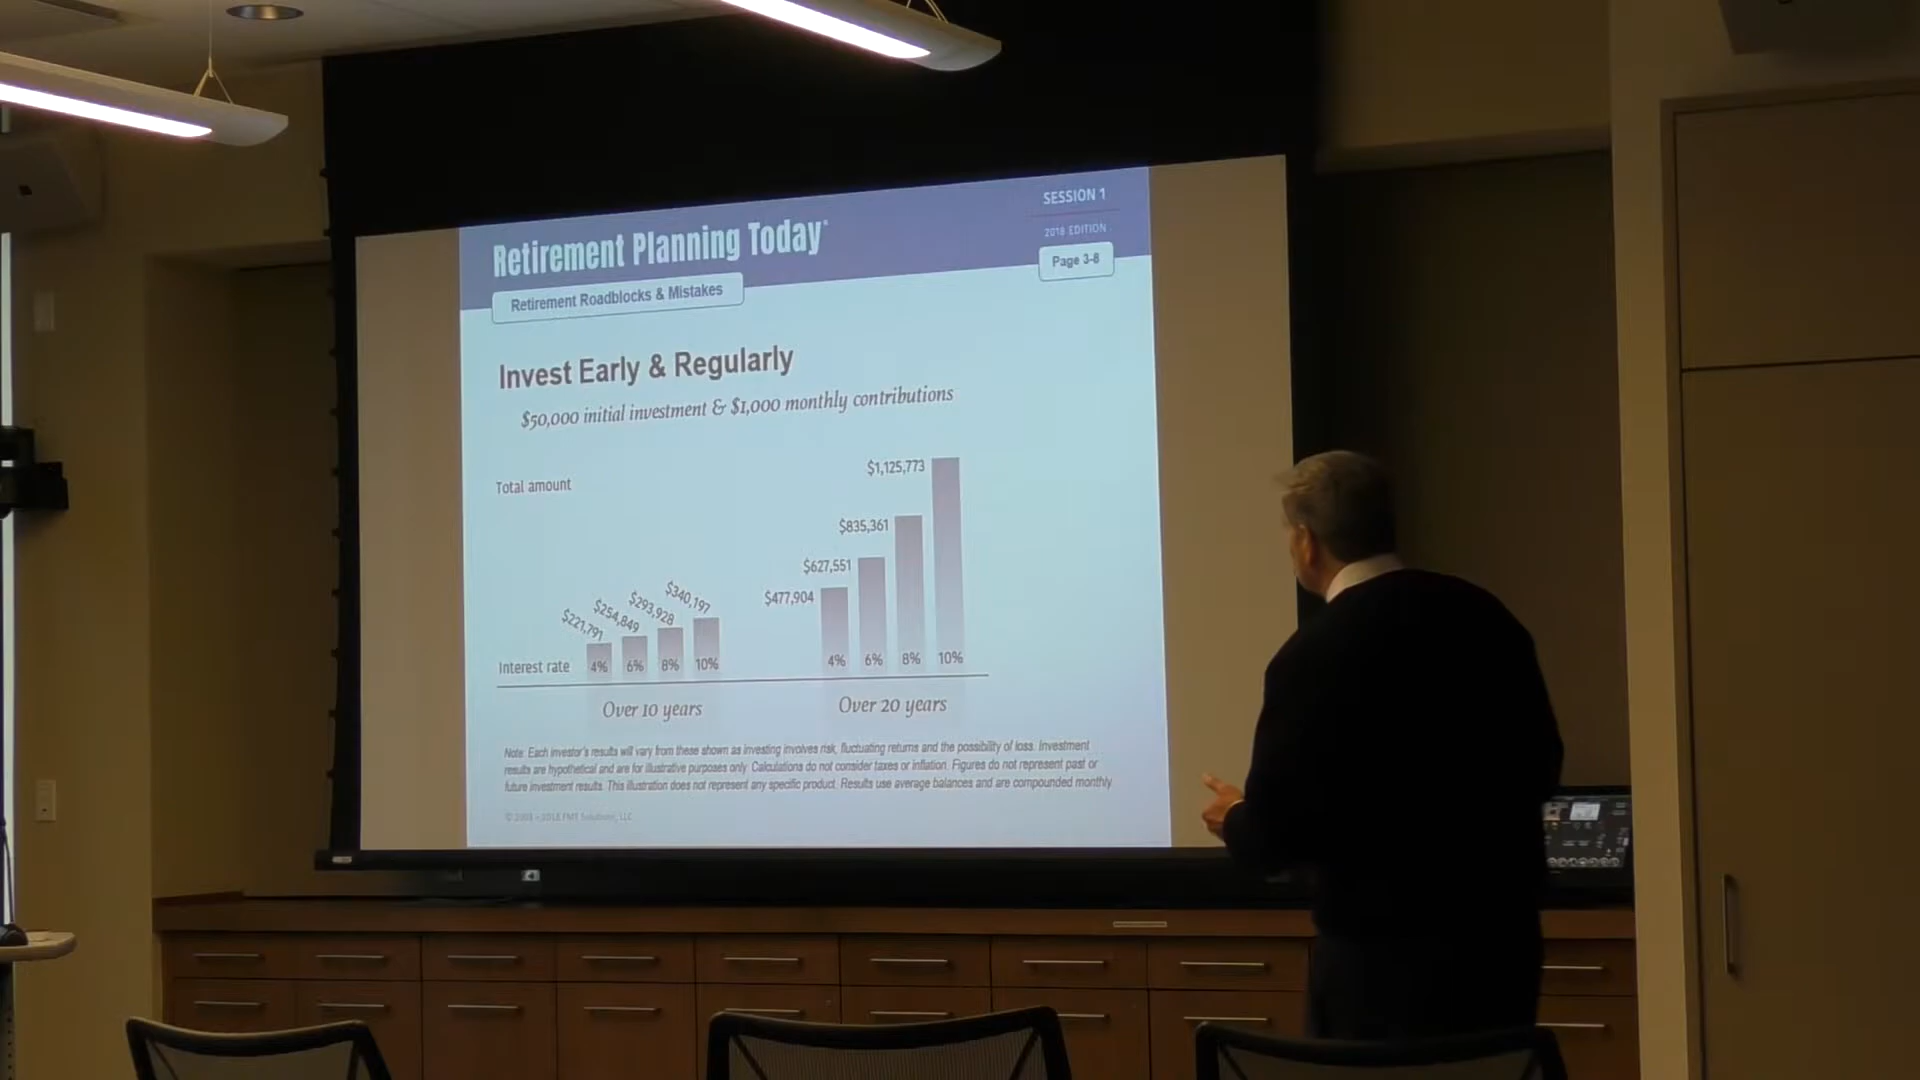 SESSION 1
Retirement Planning Today®
2018 EDITION
Page 3-8
Retirement Roadblocks & Mistakes
Invest Early & Regularly
$50,000 initial investment & $1,000 monthly contributions
Total amount
$221,791
$254,849
$293,928
$340,197
$477,904
$627,551
$835,361
$1,125,773
Interest rate 4% 6% 8% 10% 4% 6% 8% 10%
Over 10 years Over 20 years
Note: Each investor's results will vary from these shown as investing involves risk, fluctuating returns and the possibility of loss. Investment
results are hypothetical and are for illustrative purposes only. Calculations do not consider taxes or inflation. Figures do not represent past or
future investment results. This illustration does not represent any specific product. Results use average balances and are compounded monthly
Solutions, LLC